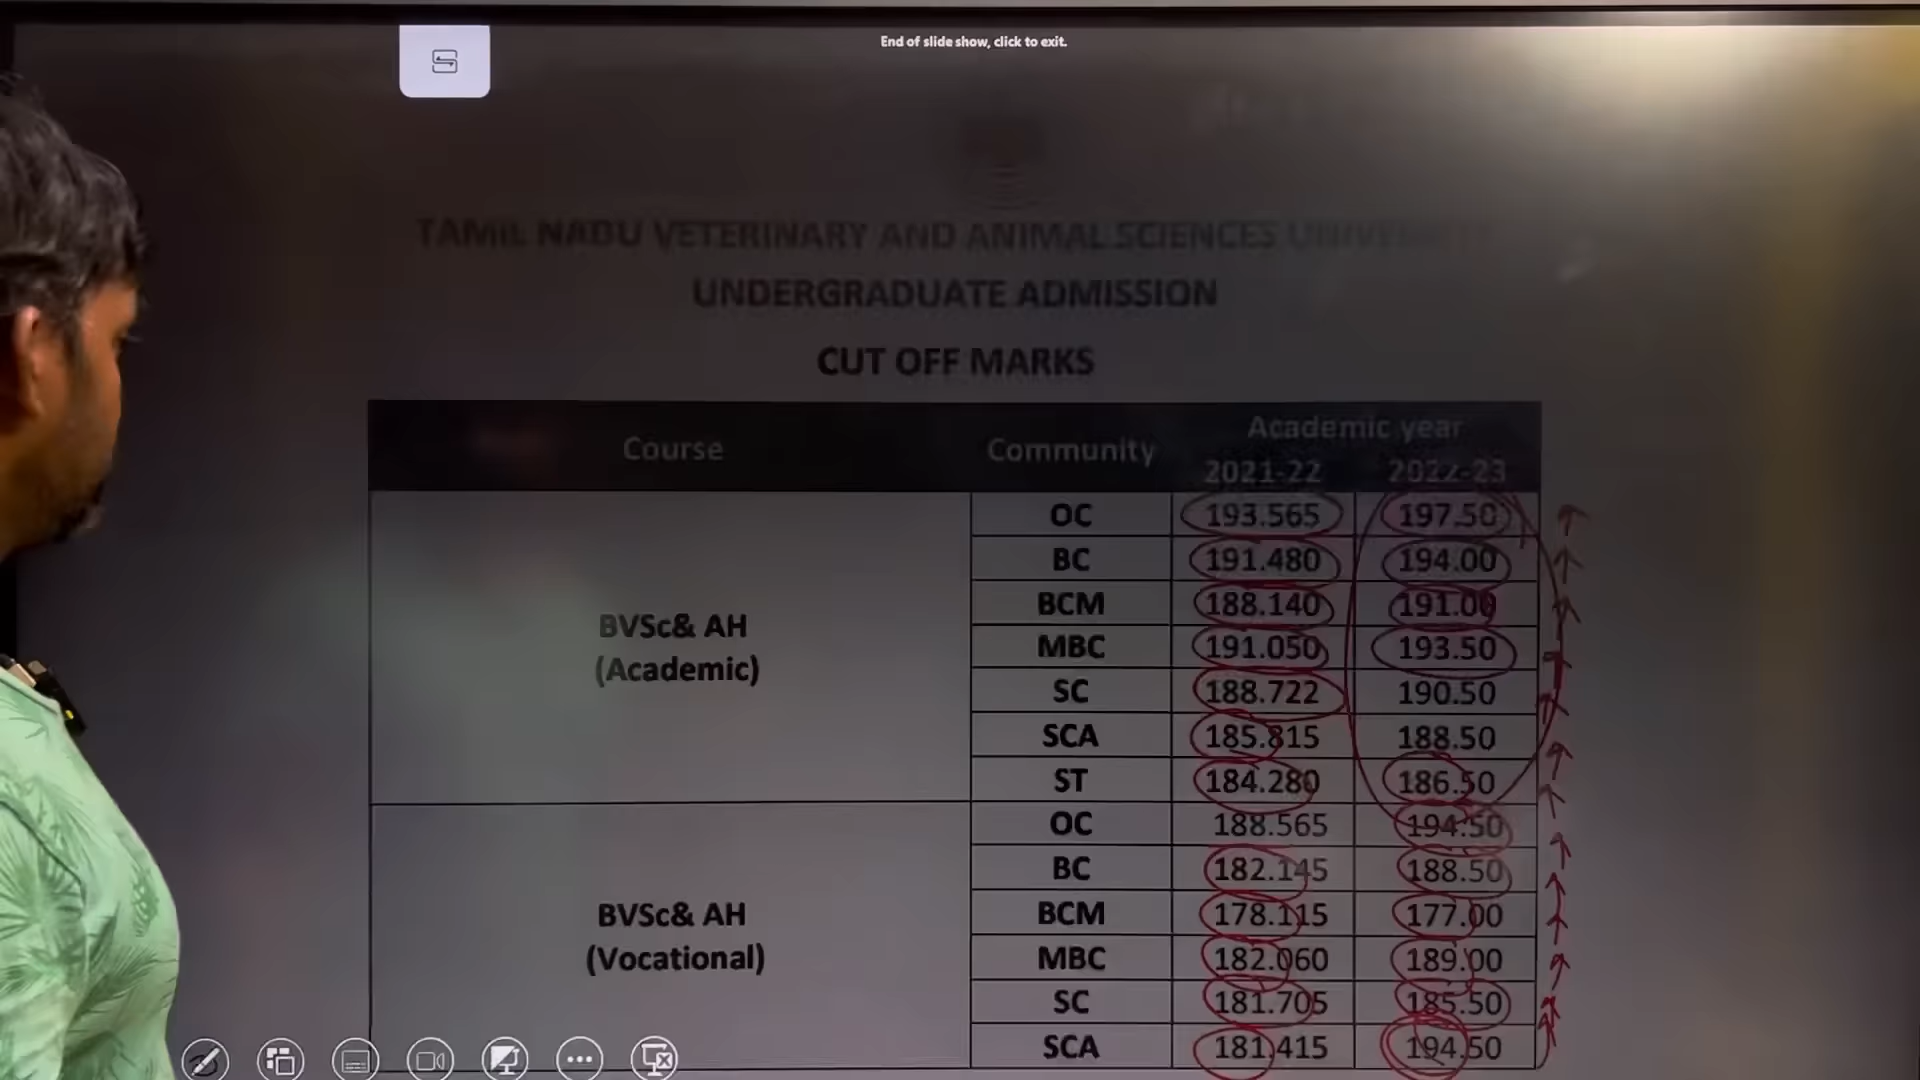 End of slide show, click to exit.
TAMIL NADU VETERINARY AND ANIMAL SCIENCES UNIVERSITY
UNDERGRADUATE ADMISSION
CUT OFF MARKS
Course Community Academic year
2021-22 2022-23
BVSc& AH
(Academic)
OC 193.565 197.50
BC 191.480 194.00
BCM 188.140 191.00
MBC 191.050 193.50
SC 188.722 190.50
SCA 185.815 188.50
ST 184.280 186.50
BVSc& AH
(Vocational)
OC 188.565 194.50
BC 182.145 188.50
BCM 178.115 177.00
MBC 182.060 189.00
SC 181.705 185.50
SCA 181.415 194.50